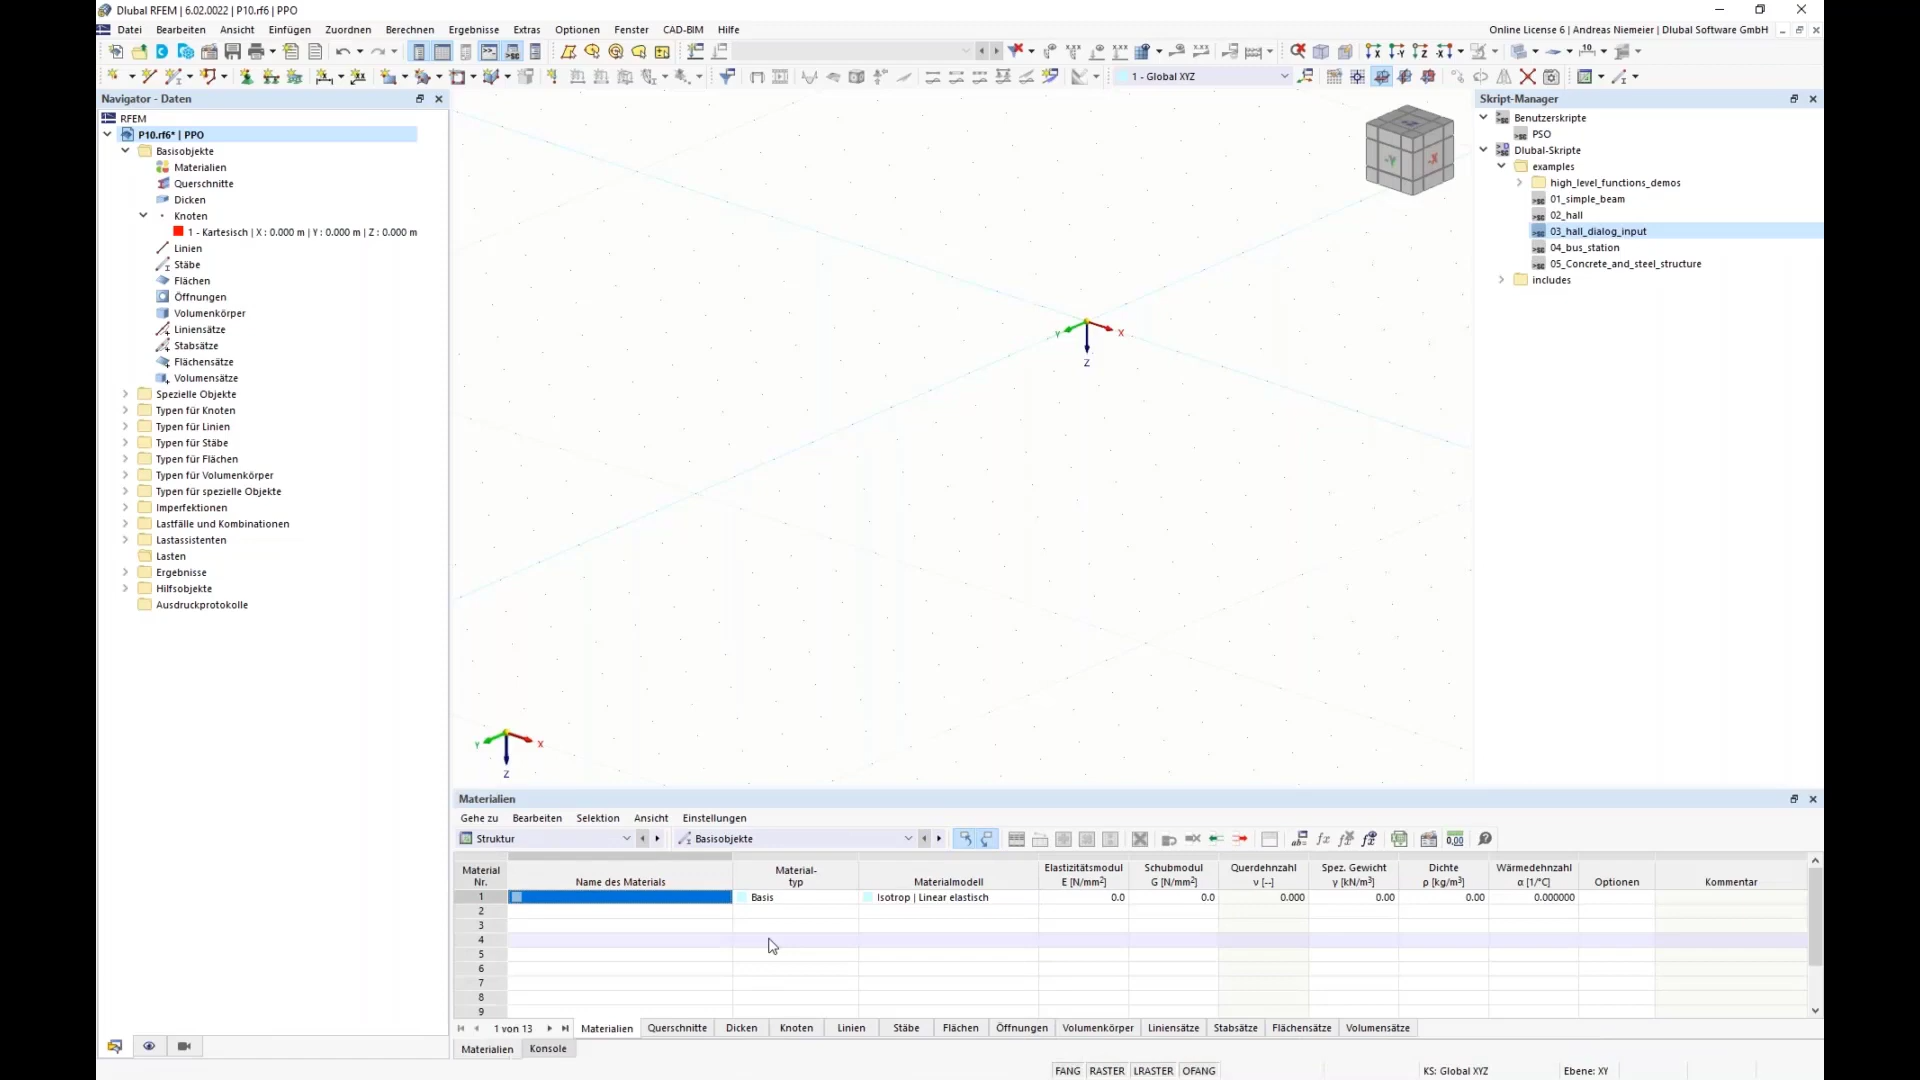 Dlubal RFEM | 6.02.0022 | P10.rf6 | PPO
Datei Bearbeiten Ansicht Einfügen Zuordnen Berechnen Ergebnisse Extras Optionen Fenster CAD-BIM Hilfe
Online License 6 | Andreas Niemeier | Dlubal Software GmbH
1 - Global XYZ
Navigator - Daten
RFEM
P10.rf6* | PPO
Basisobjekte
Materialien
Querschnitte
Dicken
Knoten
1 - Kartesisch | X : 0.000 m | Y : 0.000 m | Z : 0.000 m
Linien
Stäbe
Flächen
Öffnungen
Volumenkörper
Liniensätze
Stabsätze
Flächensätze
Volumensätze
Spezielle Objekte
Typen für Knoten
Typen für Linien
Typen für Stäbe
Typen für Flächen
Typen für Volumenkörper
Typen für spezielle Objekte
Imperfektionen
Lastfälle und Kombinationen
Lastassistenten
Lasten
Ergebnisse
Hilfsobjekte
Ausdruckprotokolle
-Y
-X
Y
X
Z
Y
X
Z
Skript-Manager
Benutzerskripte
PSO
Dlubal-Skripte
examples
high_level_functions_demos
01_simple_beam
02_hall
03_hall_dialog_input
04_bus_station
05_Concrete_and_steel_structure
includes
Materialien
Gehe zu Bearbeiten Selektion Ansicht Einstellungen
Struktur
Basisobjekte
Material Nr.
Name des Materials
Material-typ
Materialmodell
Elastizitätsmodul E [N/mm²]
Schubmodul G [N/mm²]
Querdehnzahl ν [--]
Spez. Gewicht γ [kN/m³]
Dichte ρ [kg/m³]
Wärmedehnzahl α [1/°C]
Optionen
Kommentar
1 Basis Isotrop | Linear elastisch 0.0 0.0 0.000 0.00 0.00 0.000000
2
3
4
5
6
7
8
9
1 von 13 Materialien Querschnitte Dicken Knoten Linien Stäbe Flächen Öffnungen Volumenkörper Liniensätze Stabsätze Flächensätze Volumensätze
Materialien Konsole
FANG RASTER LRASTER OFANG KS: Global XYZ Ebene: XY